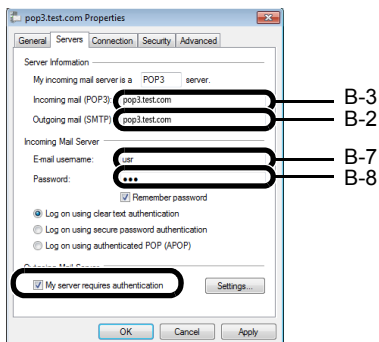 pop3.test.com Properties
General Servers Connection Security Advanced
Server Information
My incoming mail server is a POP3 server.
Incoming mail (POP3): pop3.test.com B-3
Outgoing mail (SMTP) pop3.test.com B-2
Incoming Mail Server
E-mail username: usr B-7
Password: ●●● B-8
Remember password
Log on using clear text authentication
Log on using secure password authentication
Log on using authenticated POP (APOP)
Outgoing Mail Server
My server requires authentication Settings...
OK Cancel Apply